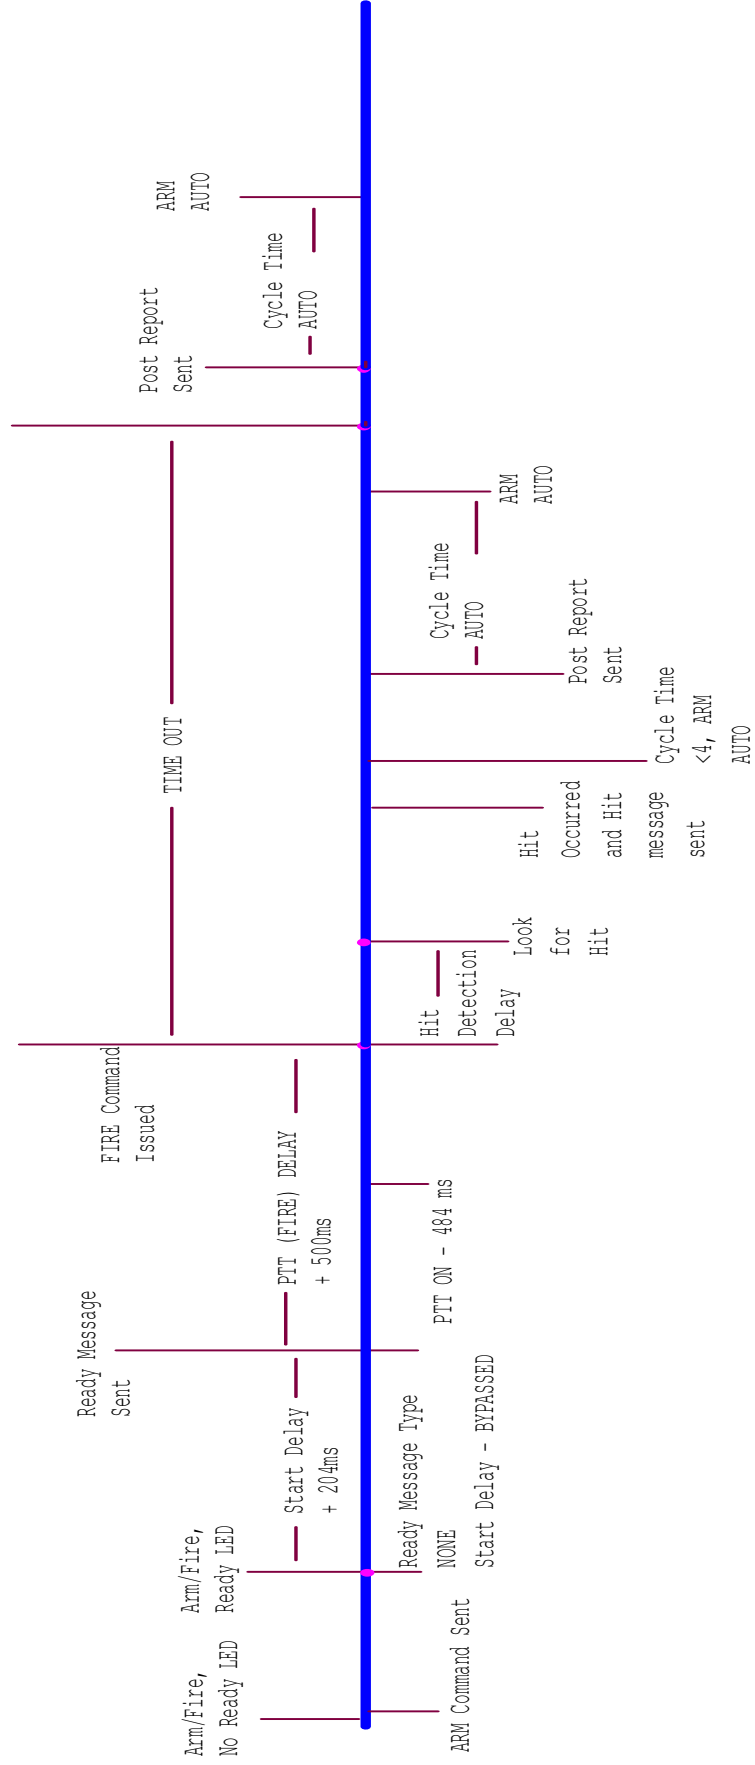 Arm/Fire,
No Ready LED
Arm/Fire,
Ready LED
Start Delay
+ 204ms
Ready Message
Sent
PTT (FIRE) DELAY
+ 500ms
FIRE Command
Issued
TIME OUT
Post Report
Sent
Cycle Time
AUTO
ARM
AUTO
ARM Command Sent
Ready Message Type
NONE
Start Delay - BYPASSED
PTT ON - 484 ms
Hit
Detection
Delay
Look
for
Hit
Hit
Occurred
and Hit
message
sent
Cycle Time
<4, ARM
AUTO
Post Report
Sent
Cycle Time
AUTO
ARM
AUTO